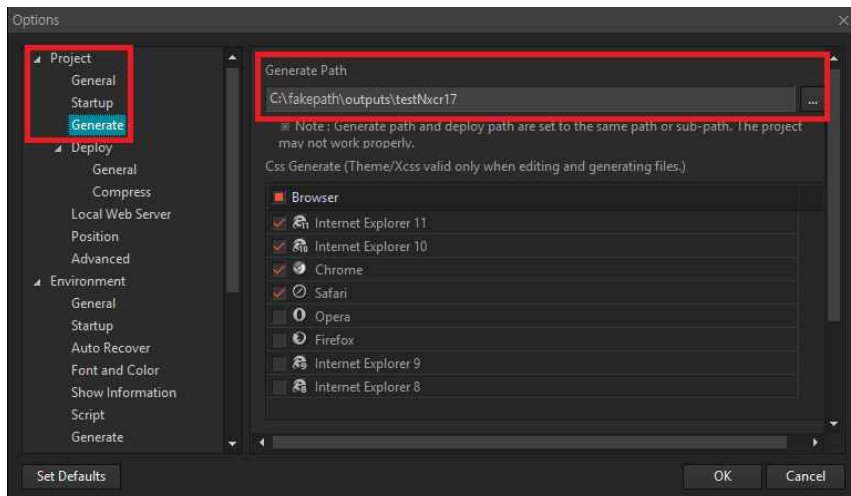 Options
Project
General
Startup
Generate
Deploy
General
Compress
Local Web Server
Position
Advanced
Environment
General
Startup
Auto Recover
Font and Color
Show Information
Script
Generate
Generate Path
C:\fakepath\outputs\testNxcr17
...
※ Note : Generate path and deploy path are set to the same path or sub-path. The project
may not work properly.
Css Generate (Theme/Xcss valid only when editing and generating files.)
Browser
Internet Explorer 11
Internet Explorer 10
Chrome
Safari
Opera
Firefox
Internet Explorer 9
Internet Explorer 8
Set Defaults
OK
Cancel